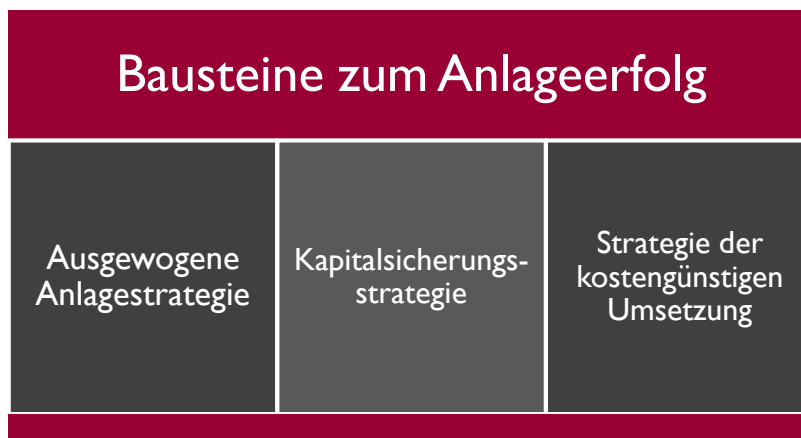 Bausteine zum Anlageerfolg
Ausgewogene
Anlagestrategie
Kapitalsicherungs-
strategie
Strategie der
kostengünstigen
Umsetzung